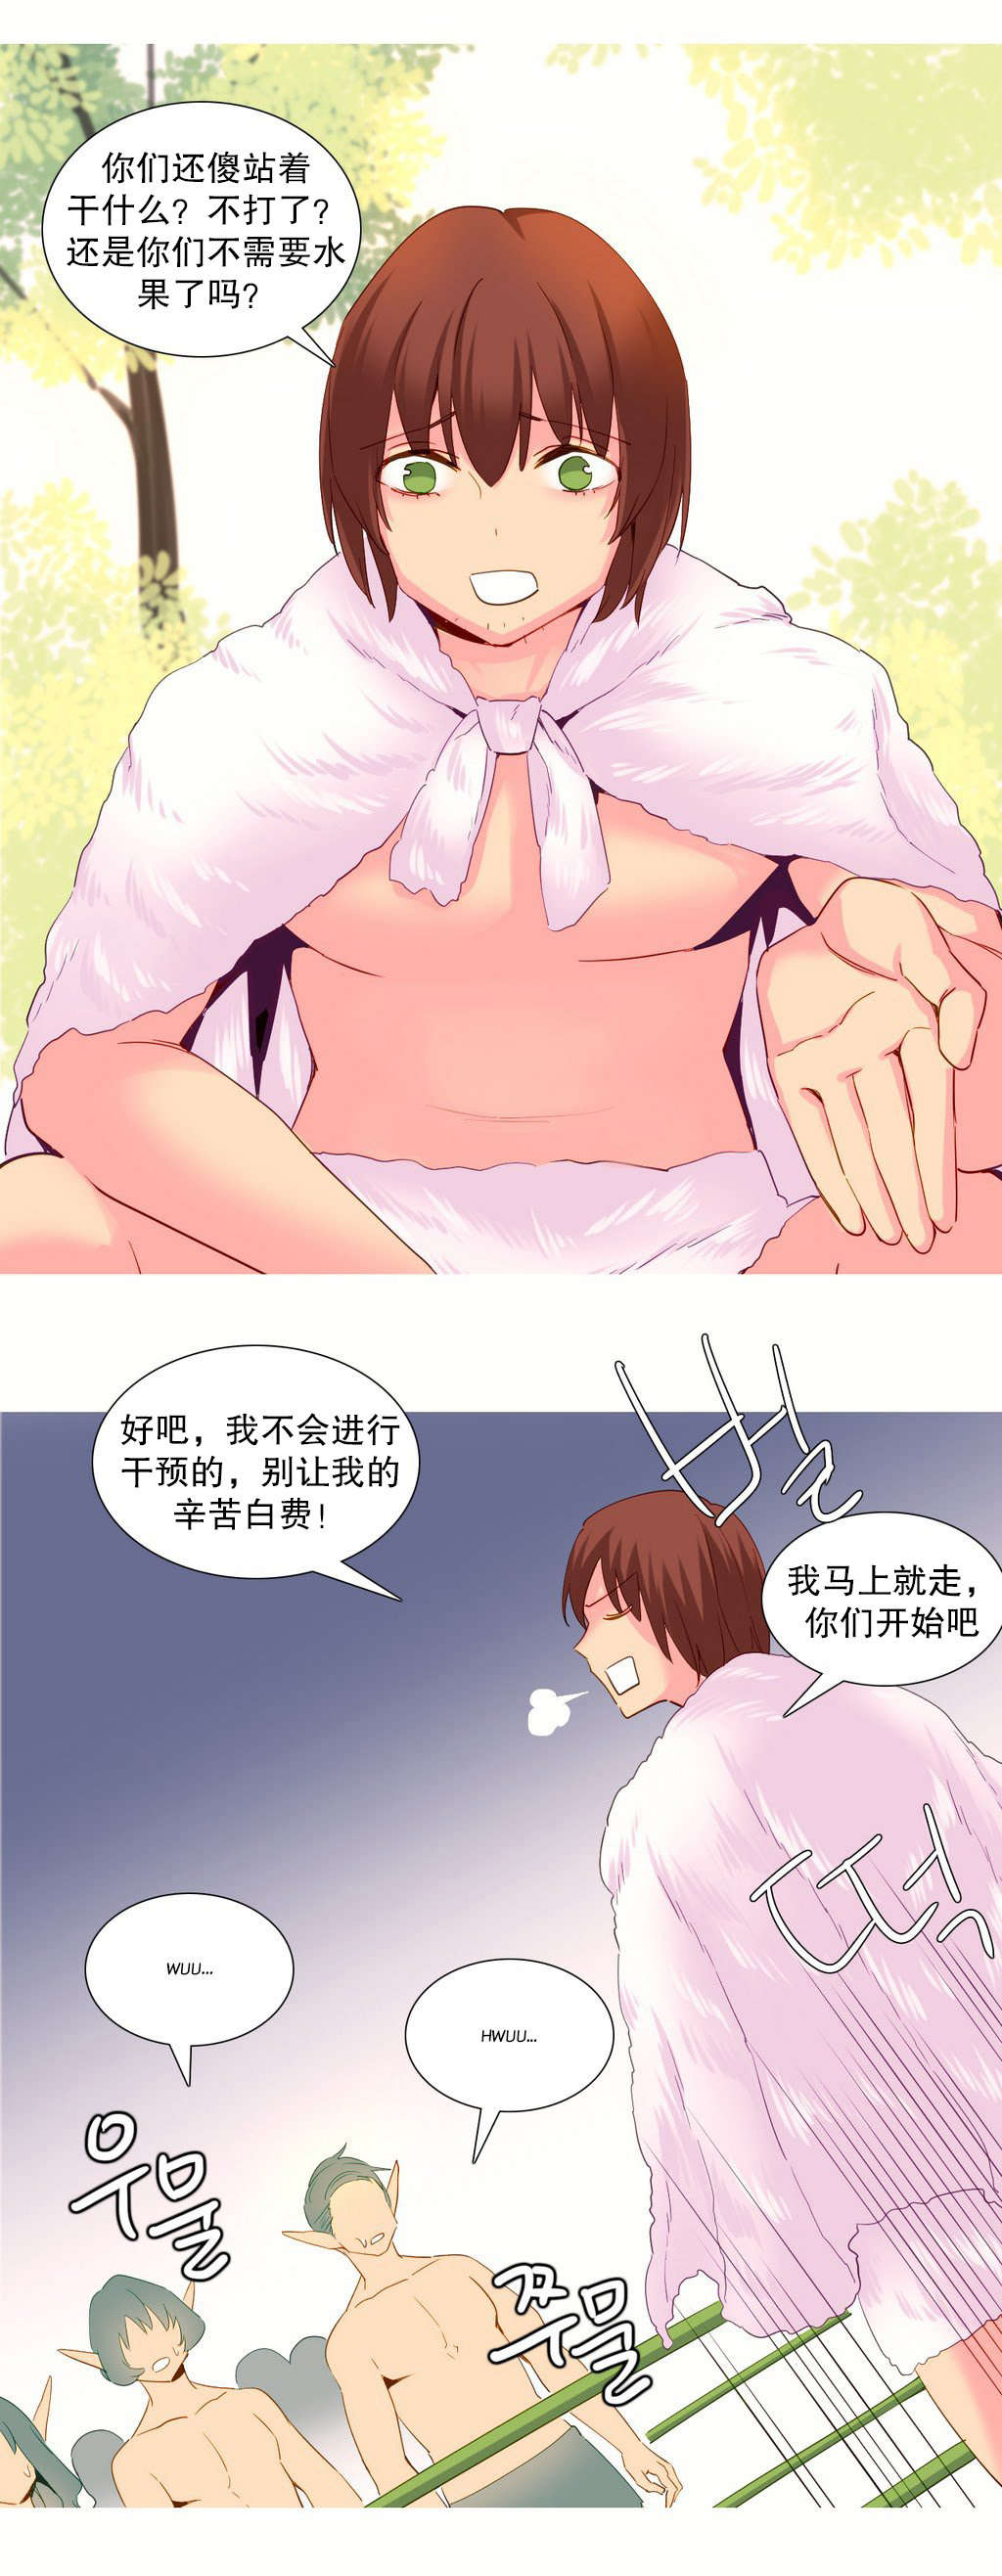 你们还傻站着
干什么？不打了？
还是你们不需要水
果了吗？
好吧，我不会进行
干预的，别让我的
辛苦白费！
我马上就走，
你们开始吧
WUU...
HWUU...
우물
쭈물